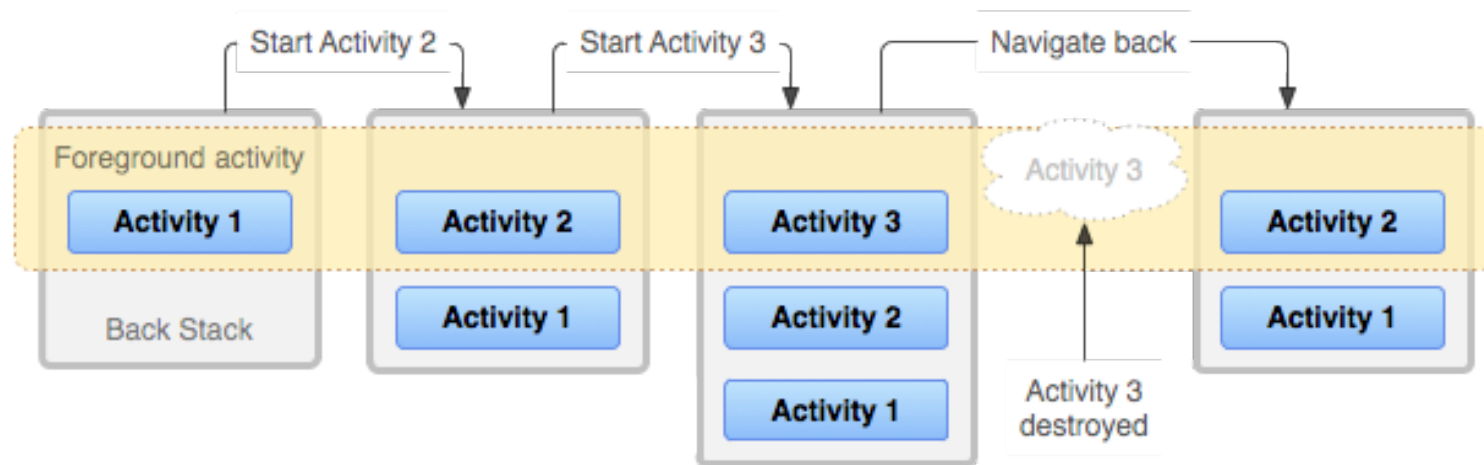 Start Activity 2
Start Activity 3
Navigate back
Foreground activity
Activity 3
Activity 1
Activity 2
Activity 3
Activity 2
Activity 1
Activity 2
Activity 1
Back Stack
Activity 1
Activity 3
destroyed